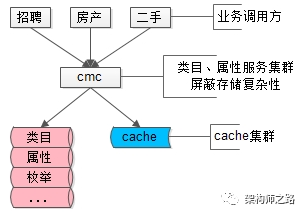 招聘
房产
二手
业务调用方
cmc
类目、属性服务集群
屏蔽存储复杂性
类目
属性
枚举
...
cache
cache集群
架构师之路